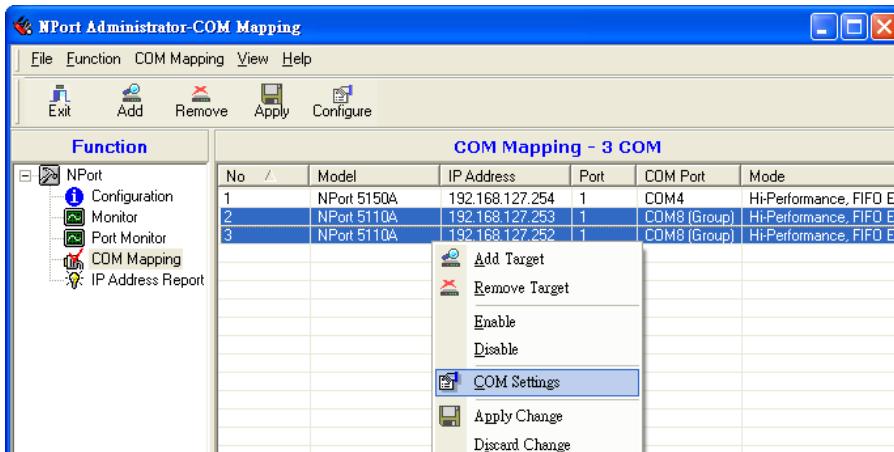 NPort Administrator-COM Mapping
File Function COM Mapping View Help
Exit Add Remove Apply Configure
Function
COM Mapping - 3 COM
NPort
Configuration
Monitor
Port Monitor
COM Mapping
IP Address Report
No Model IP Address Port COM Port Mode
1 NPort 5150A 192.168.127.254 1 COM4 Hi-Performance, FIFO E
2 NPort 5110A 192.168.127.253 1 COM8 (Group) Hi-Performance, FIFO E
3 NPort 5110A 192.168.127.252 1 COM8 (Group) Hi-Performance, FIFO E
Add Target
Remove Target
Enable
Disable
COM Settings
Apply Change
Discard Change